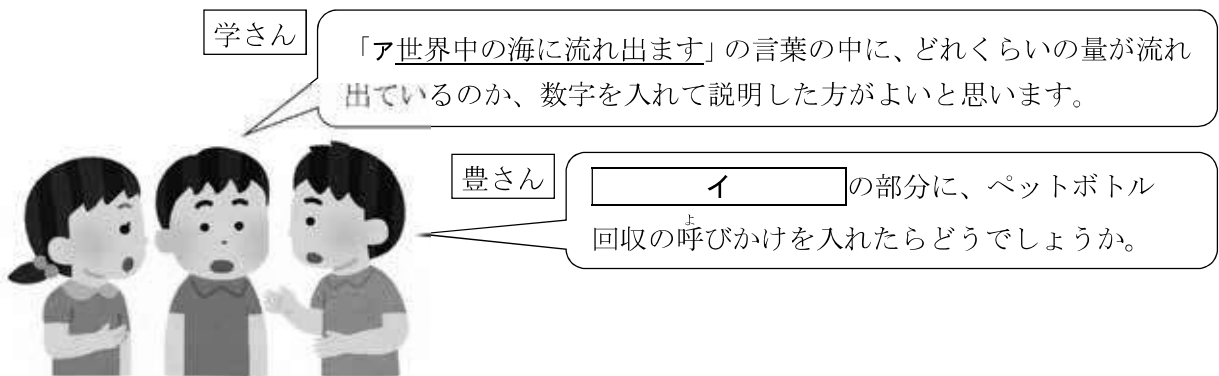 学さん
「ア世界中の海に流れ出ます」の言葉の中に、どれくらいの量が流れ
出ているのか、数字を入れて説明した方がよいと思います。
豊さん
イの部分に、ペットボトル
回収の呼びかけを入れたらどうでしょうか。
よ